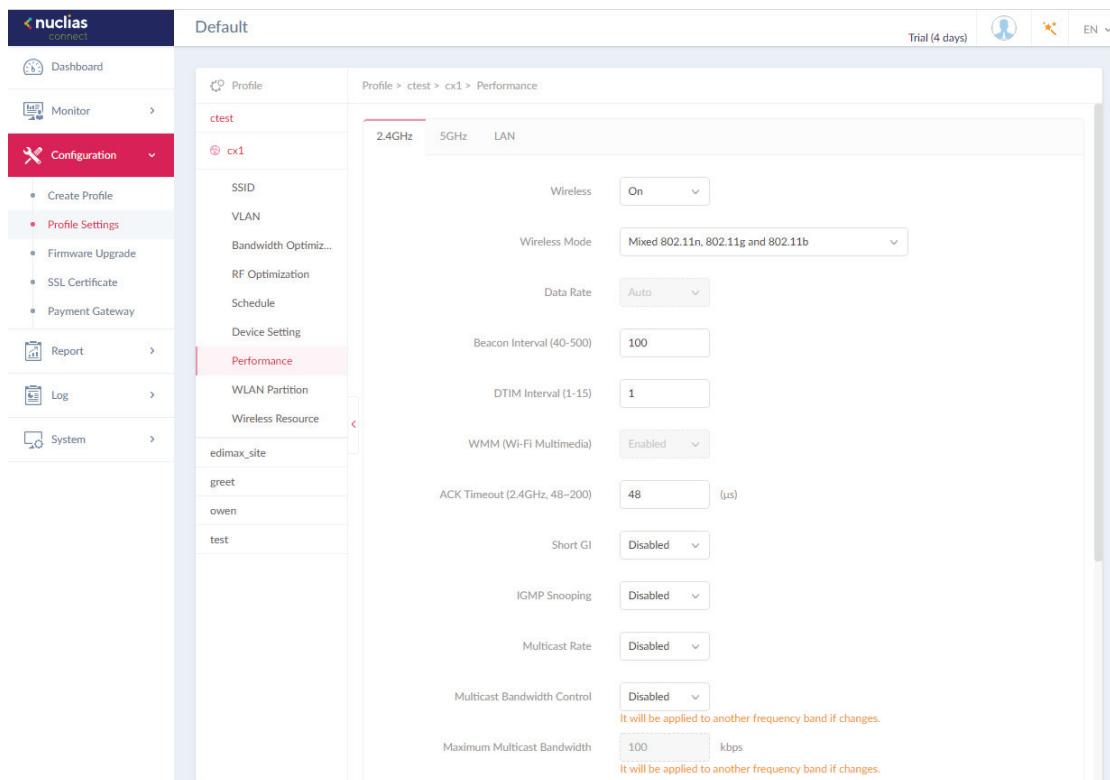 nuclias
connect
Default
Trial (4 days)
EN
Dashboard
Monitor
Configuration
Create Profile
Profile Settings
Firmware Upgrade
SSL Certificate
Payment Gateway
Report
Log
System
Profile
ctest
cx1
SSID
VLAN
Bandwidth Optimiz...
RF Optimization
Schedule
Device Setting
Performance
WLAN Partition
Wireless Resource
edimax_site
greet
owen
test
Profile > ctest > cx1 > Performance
2.4GHz 5GHz LAN
Wireless On
Wireless Mode Mixed 802.11n, 802.11g and 802.11b
Data Rate Auto
Beacon Interval (40-500) 100
DTIM Interval (1-15) 1
WMM (Wi-Fi Multimedia) Enabled
ACK Timeout (2.4GHz, 48~200) 48 (μs)
Short GI Disabled
IGMP Snooping Disabled
Multicast Rate Disabled
Multicast Bandwidth Control Disabled
It will be applied to another frequency band if changes.
Maximum Multicast Bandwidth 100 kbps
It will be applied to another frequency band if changes.